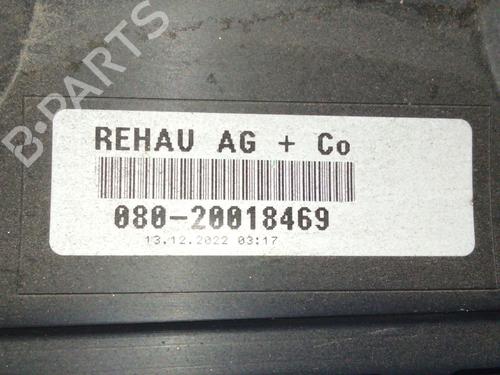 B-PARTS
REHAU AG + Co
080-20018469
13.12.2022 03:17